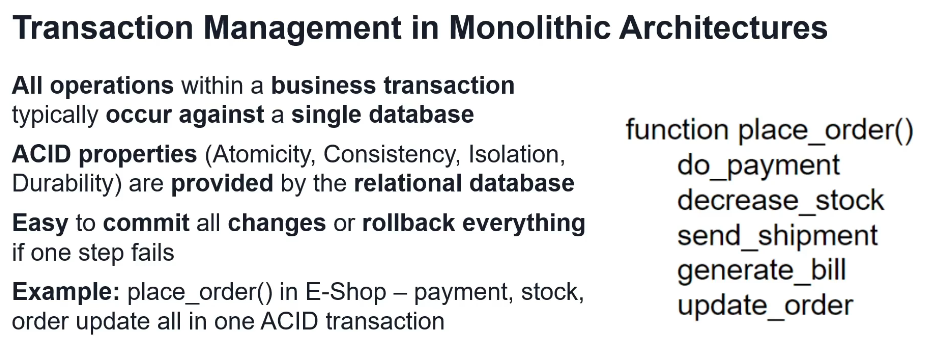 Transaction Management in Monolithic Architectures
All operations within a business transaction
typically occur against a single database
ACID properties (Atomicity, Consistency, Isolation,
Durability) are provided by the relational database
Easy to commit all changes or rollback everything
if one step fails
Example: place_order() in E-Shop – payment, stock,
order update all in one ACID transaction
function place_order()
do_payment
decrease_stock
send_shipment
generate_bill
update_order